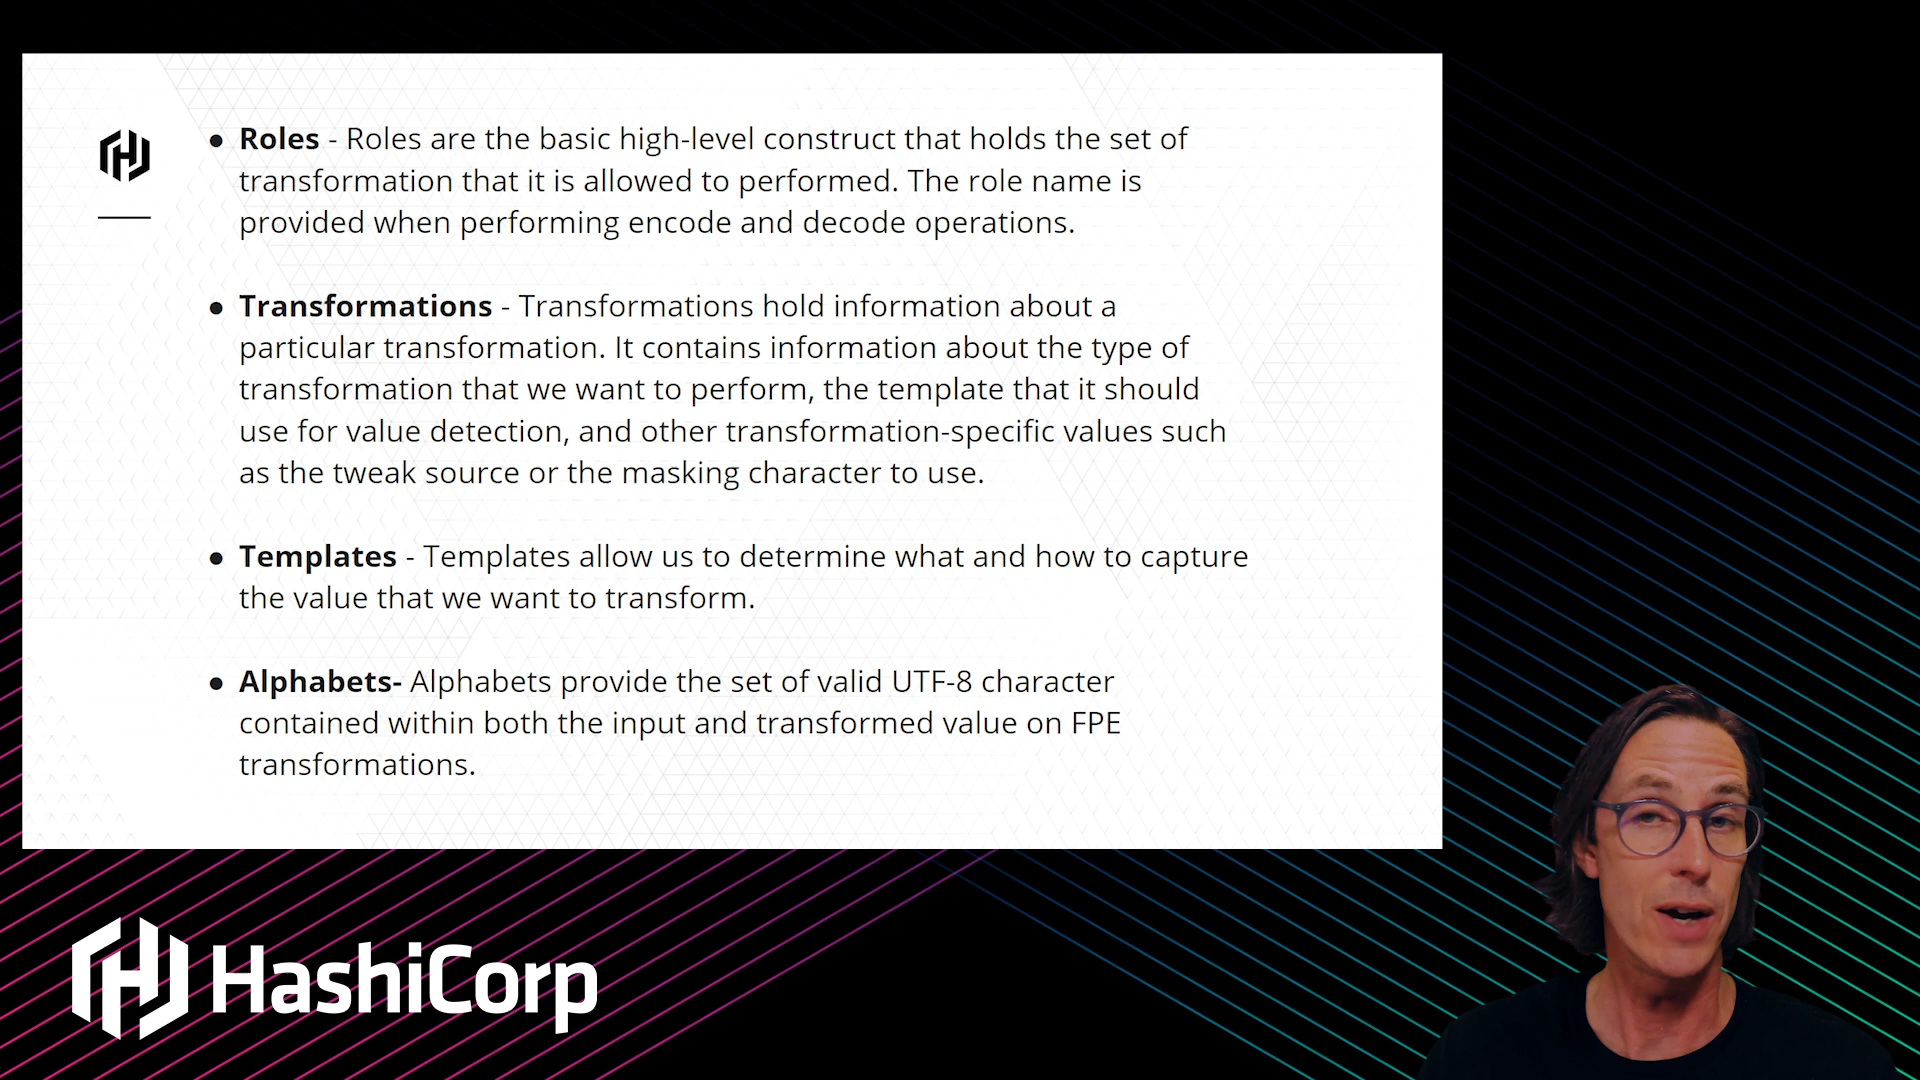 ● Roles - Roles are the basic high-level construct that holds the set of
transformation that it is allowed to performed. The role name is
provided when performing encode and decode operations.
● Transformations - Transformations hold information about a
particular transformation. It contains information about the type of
transformation that we want to perform, the template that it should
use for value detection, and other transformation-specific values such
as the tweak source or the masking character to use.
● Templates - Templates allow us to determine what and how to capture
the value that we want to transform.
● Alphabets- Alphabets provide the set of valid UTF-8 character
contained within both the input and transformed value on FPE
transformations.
HashiCorp